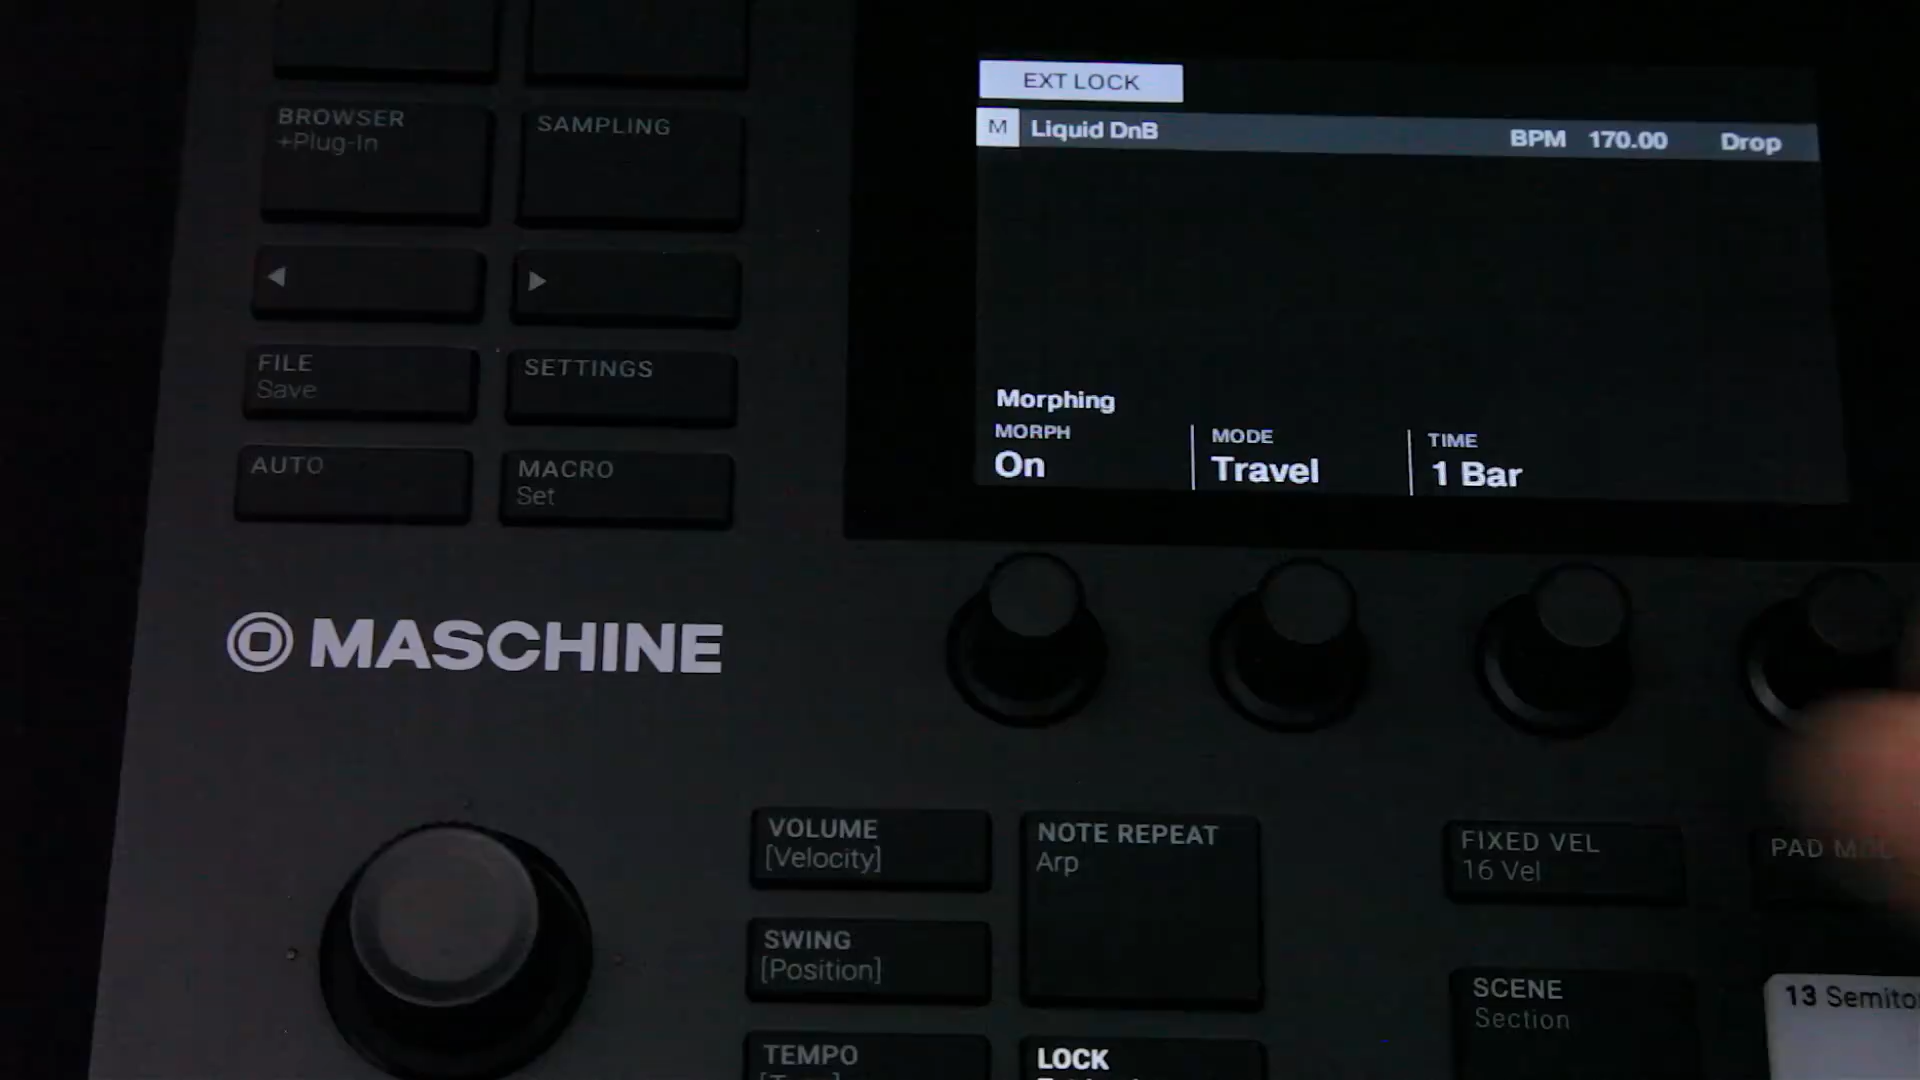 EXT LOCK
M Liquid DnB BPM 170.00 Drop
Morphing
MORPH MODE TIME
On Travel 1 Bar
BROWSER
+Plug-In
SAMPLING
FILE
Save
SETTINGS
AUTO
MACRO
Set
MASCHINE
VOLUME
[Velocity]
NOTE REPEAT
Arp
FIXED VEL
16 Vel
PAD
SWING
[Position]
SCENE
Section
13
TEMPO
LOCK